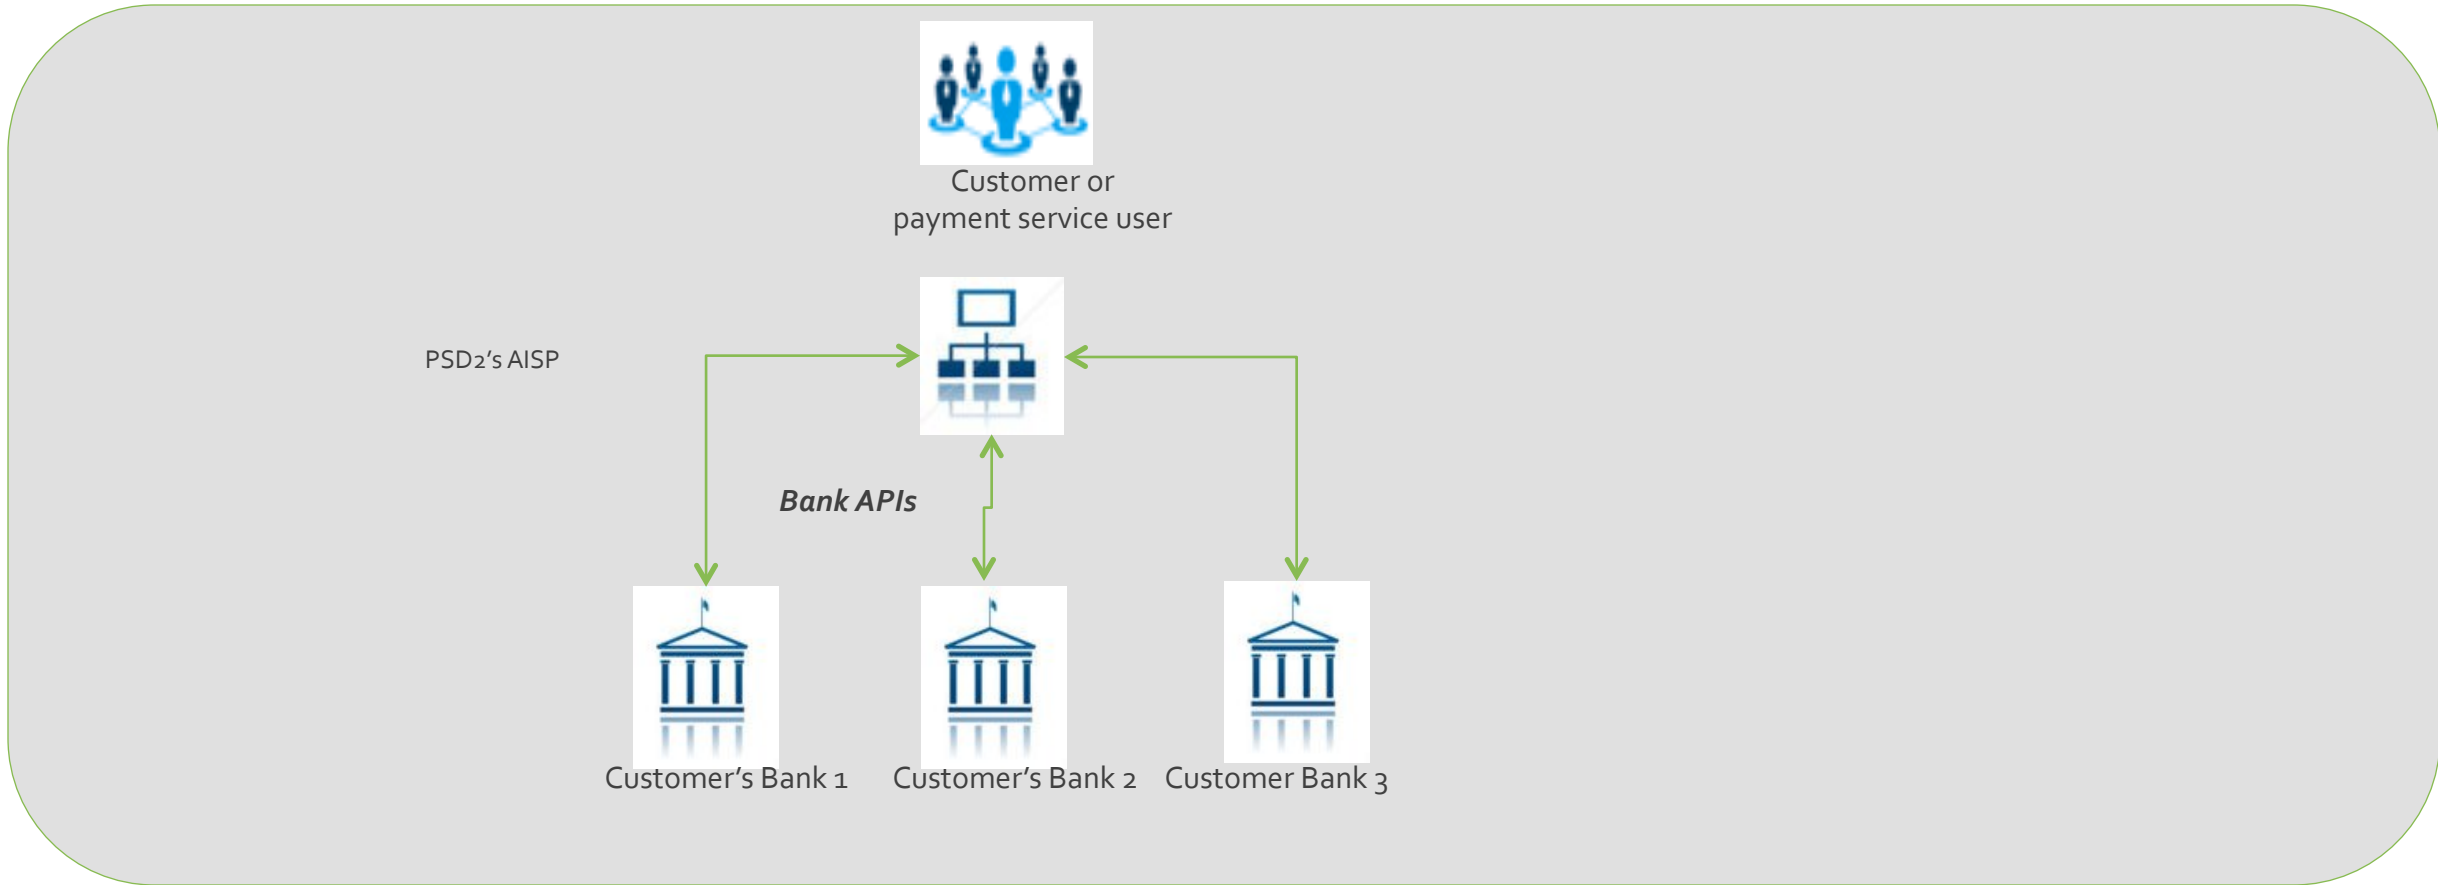 Customer or
payment service user
PSD2's AISP
Bank APIs
Customer’s Bank 1
Customer’s Bank 2
Customer Bank 3